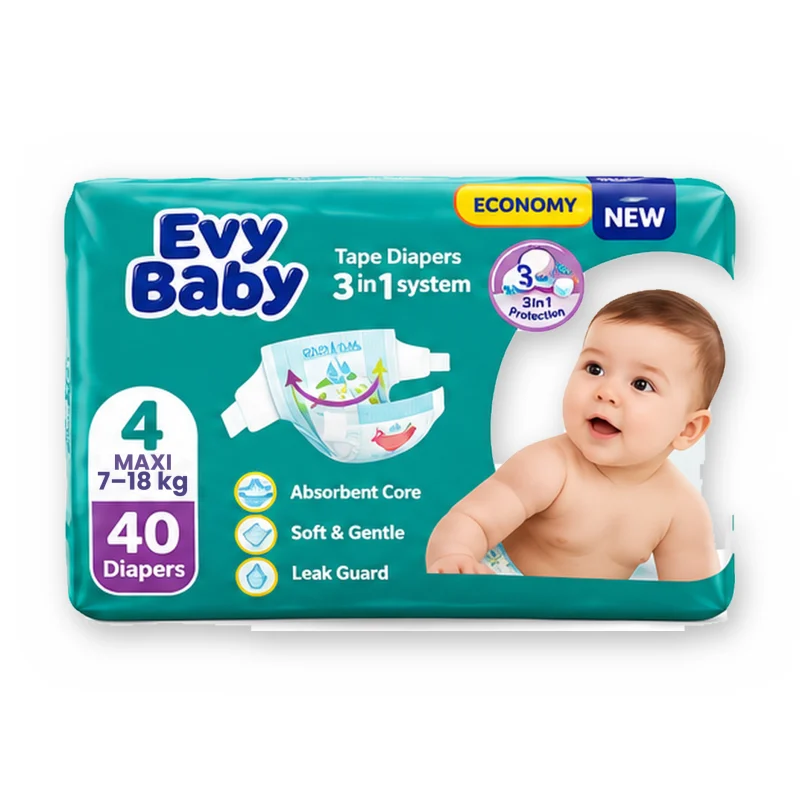 ECONOMY
NEW
Evy
Baby
Tape Diapers
3 in 1 system
3
3in1
Protection
4
MAXI
7–18 kg
40
Diapers
Absorbent Core
Soft & Gentle
Leak Guard